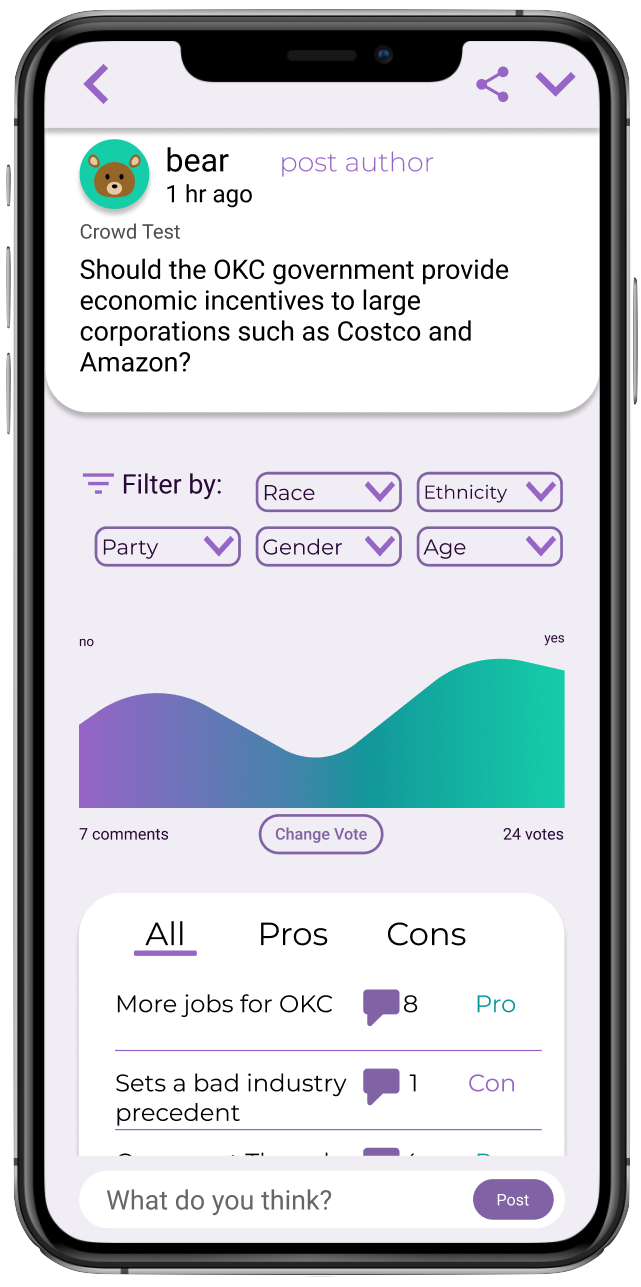 bear
post author
1 hr ago
Crowd Test
Should the OKC government provide
economic incentives to large
corporations such as Costco and
Amazon?
Filter by:
Race
Ethnicity
Party
Gender
Age
no
yes
7 comments
Change Vote
24 votes
All
Pros
Cons
More jobs for OKC
8
Pro
Sets a bad industry
precedent
1
Con
What do you think?
Post